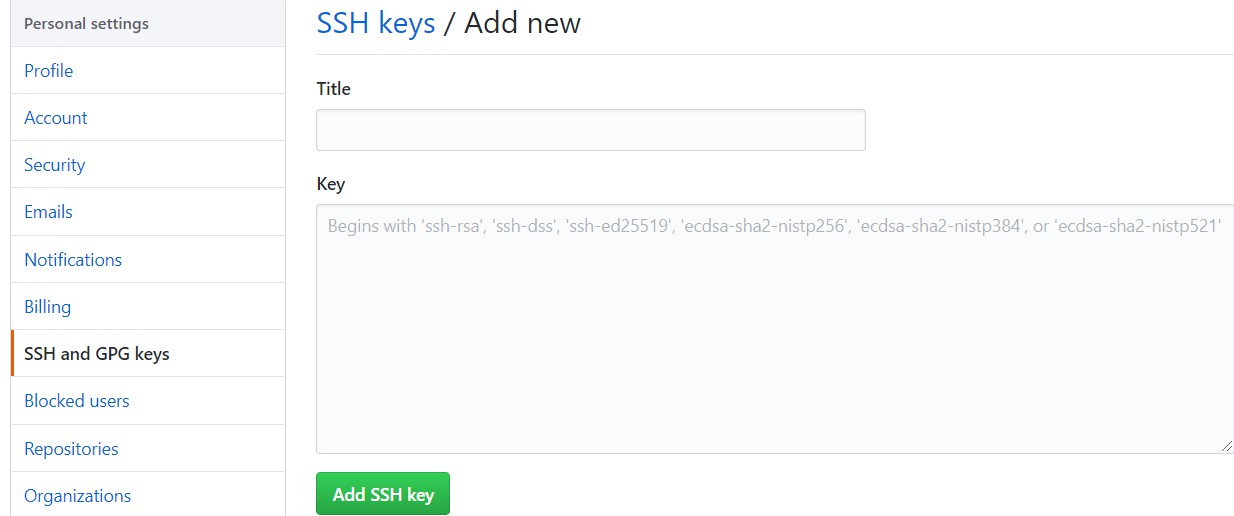 Personal settings
Profile
Account
Security
Emails
Notifications
Billing
SSH and GPG keys
Blocked users
Repositories
Organizations
SSH keys / Add new
Title
Key
Begins with 'ssh-rsa', 'ssh-dss', 'ssh-ed25519', 'ecdsa-sha2-nistp256', 'ecdsa-sha2-nistp384', or 'ecdsa-sha2-nistp521'
Add SSH key